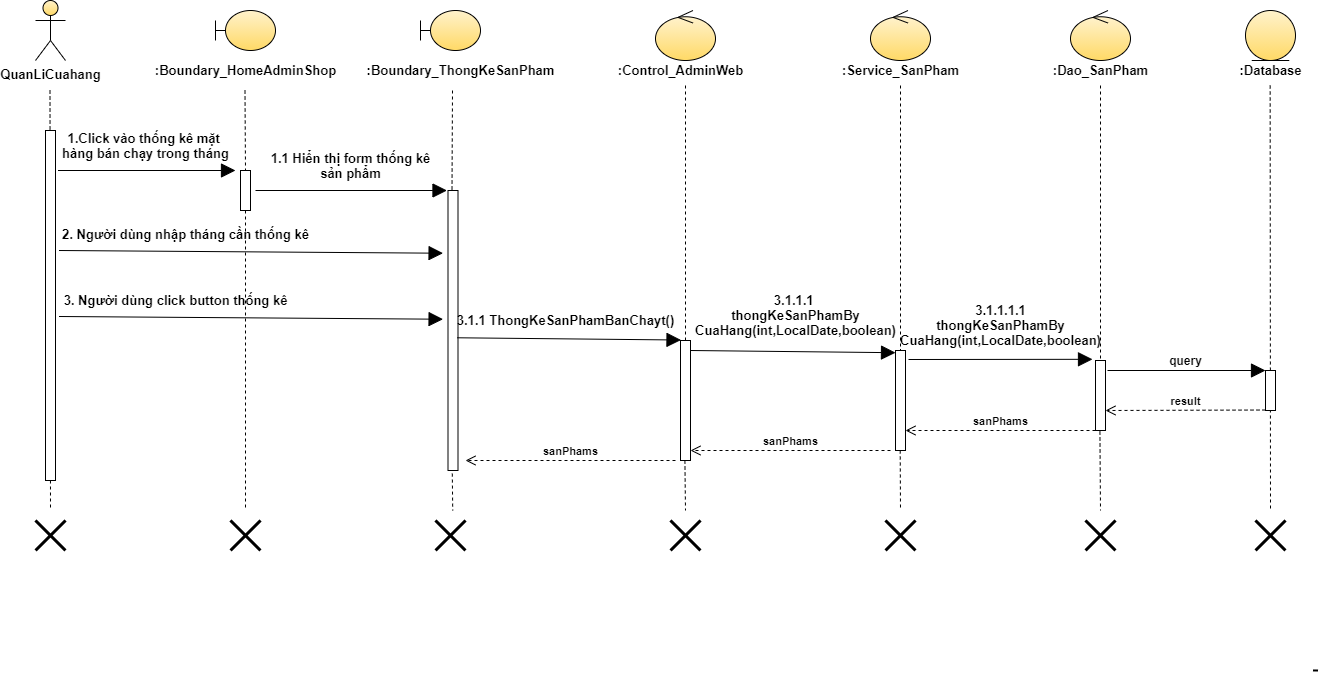 QuanLiCuahang
:Boundary_HomeAdminShop
:Boundary_ThongKeSanPham
:Control_AdminWeb
:Service_SanPham
:Dao_SanPham
:Database
1.Click vào thống kê mặt
hàng bán chạy trong tháng
1.1 Hiển thị form thống kê
sản phẩm
2. Người dùng nhập tháng cần thống kê
3. Người dùng click button thống kê
3.1.1 ThongKeSanPhamBanChayt()
3.1.1.1
thongKeSanPhamBy
CuaHang(int,LocalDate,boolean)
3.1.1.1.1
thongKeSanPhamBy
CuaHang(int,LocalDate,boolean)
query
result
sanPhams
sanPhams
sanPhams